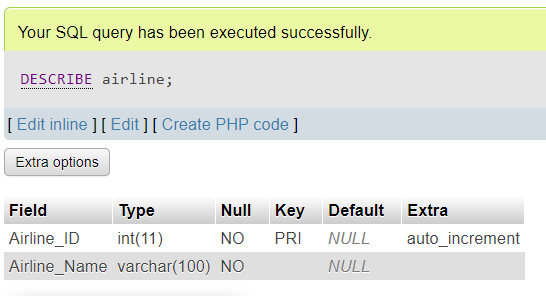 Your SQL query has been executed successfully.
DESCRIBE airline;
[ Edit inline ] [ Edit ] [ Create PHP code ]
Extra options
Field Type Null Key Default Extra
Airline_ID int(11) NO PRI NULL auto_increment
Airline_Name varchar(100) NO NULL